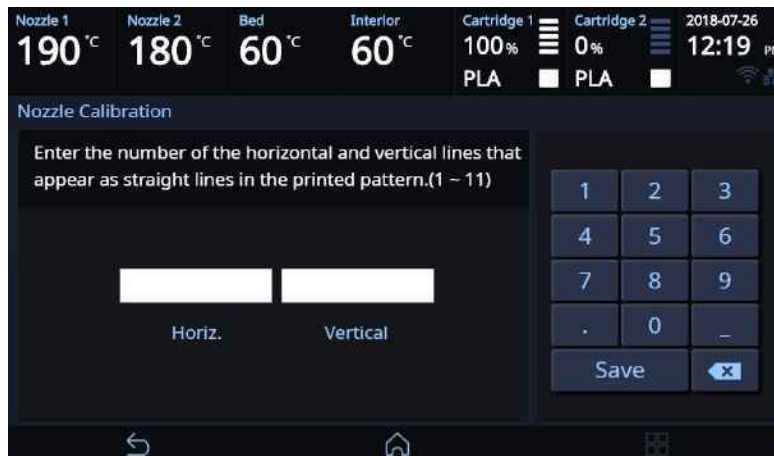 Nozzle 1 Nozzle 2 Bed Interior Cartridge 1 Cartridge 2 2018-07-26
190 °C 180 °C 60 °C 60 °C 100 % 0 % 12:19
PLA PLA
Nozzle Calibration
Enter the number of the horizontal and vertical lines that
appear as straight lines in the printed pattern.(1 ~ 11)
1 2 3
4 5 6
7 8 9
. 0 _
Horiz. Vertical
Save